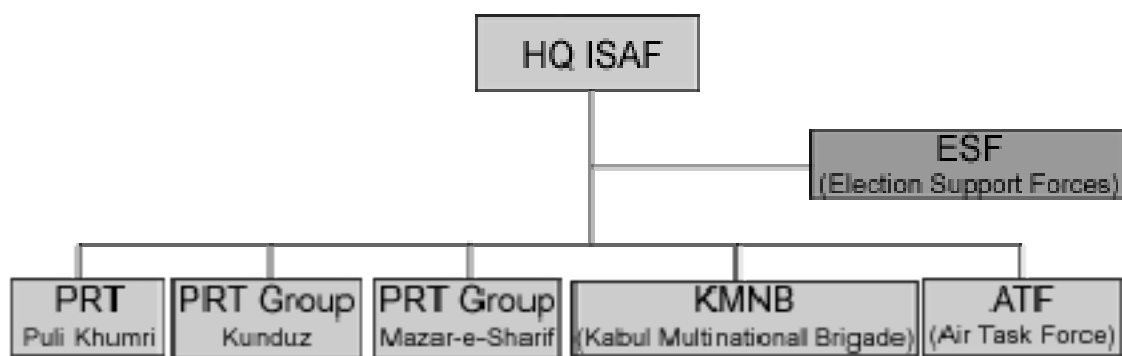 HQ ISAF
ESF
(Election Support Forces)
PRT
Puli Khumri
PRT Group
Kunduz
PRT Group
Mazar-e-Sharif
KMNB
(Kabul Multinational Brigade)
ATF
(Air Task Force)